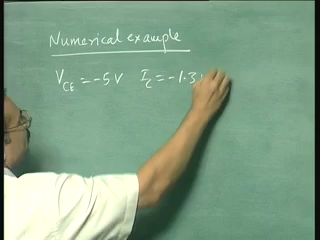 Numerical example
V_CE = -5V I_C = -1.3